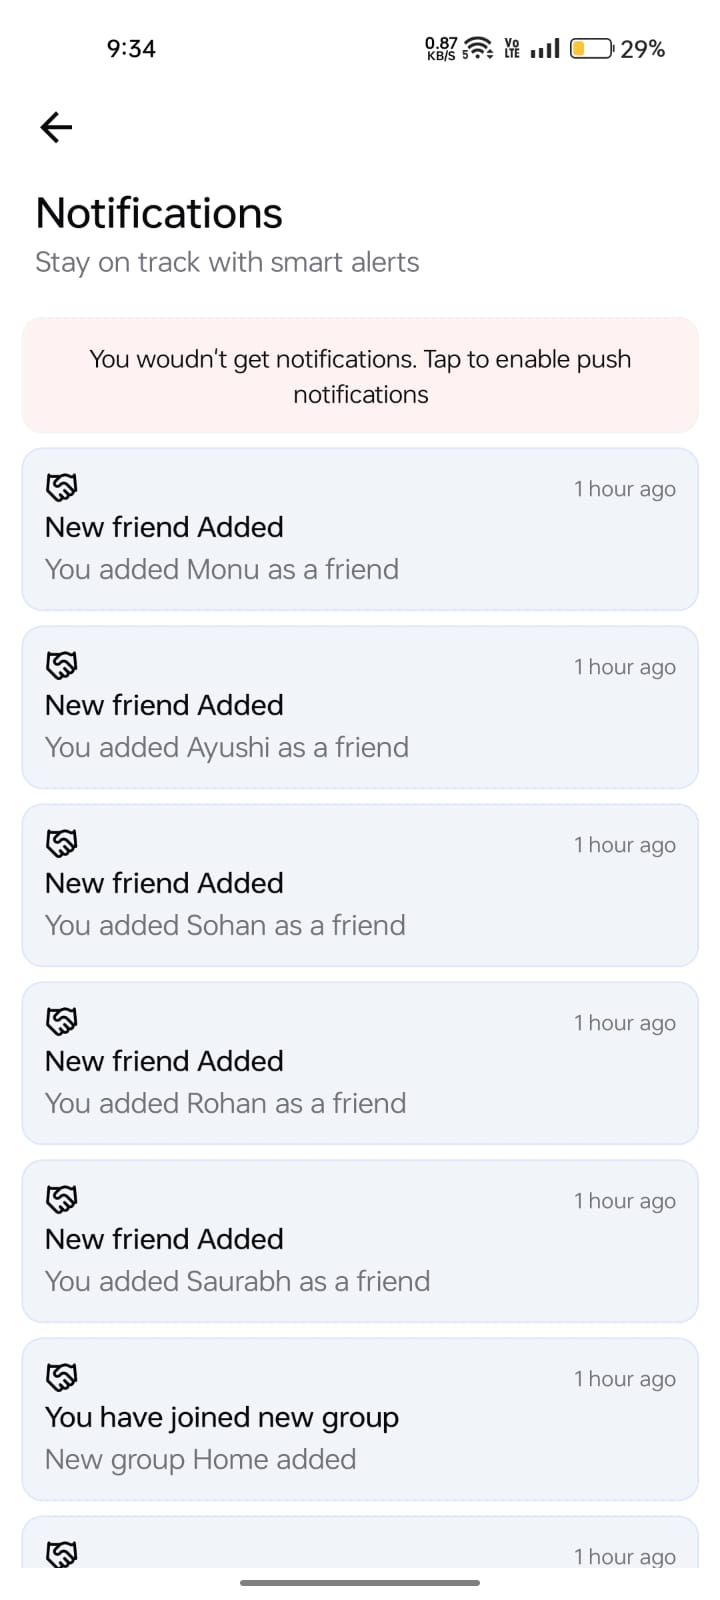 9:34
0.87
KB/S
5
Vo
LTE
29%
Notifications
Stay on track with smart alerts
You woudn't get notifications. Tap to enable push
notifications
1 hour ago
New friend Added
You added Monu as a friend
1 hour ago
New friend Added
You added Ayushi as a friend
1 hour ago
New friend Added
You added Sohan as a friend
1 hour ago
New friend Added
You added Rohan as a friend
1 hour ago
New friend Added
You added Saurabh as a friend
1 hour ago
You have joined new group
New group Home added
1 hour ago